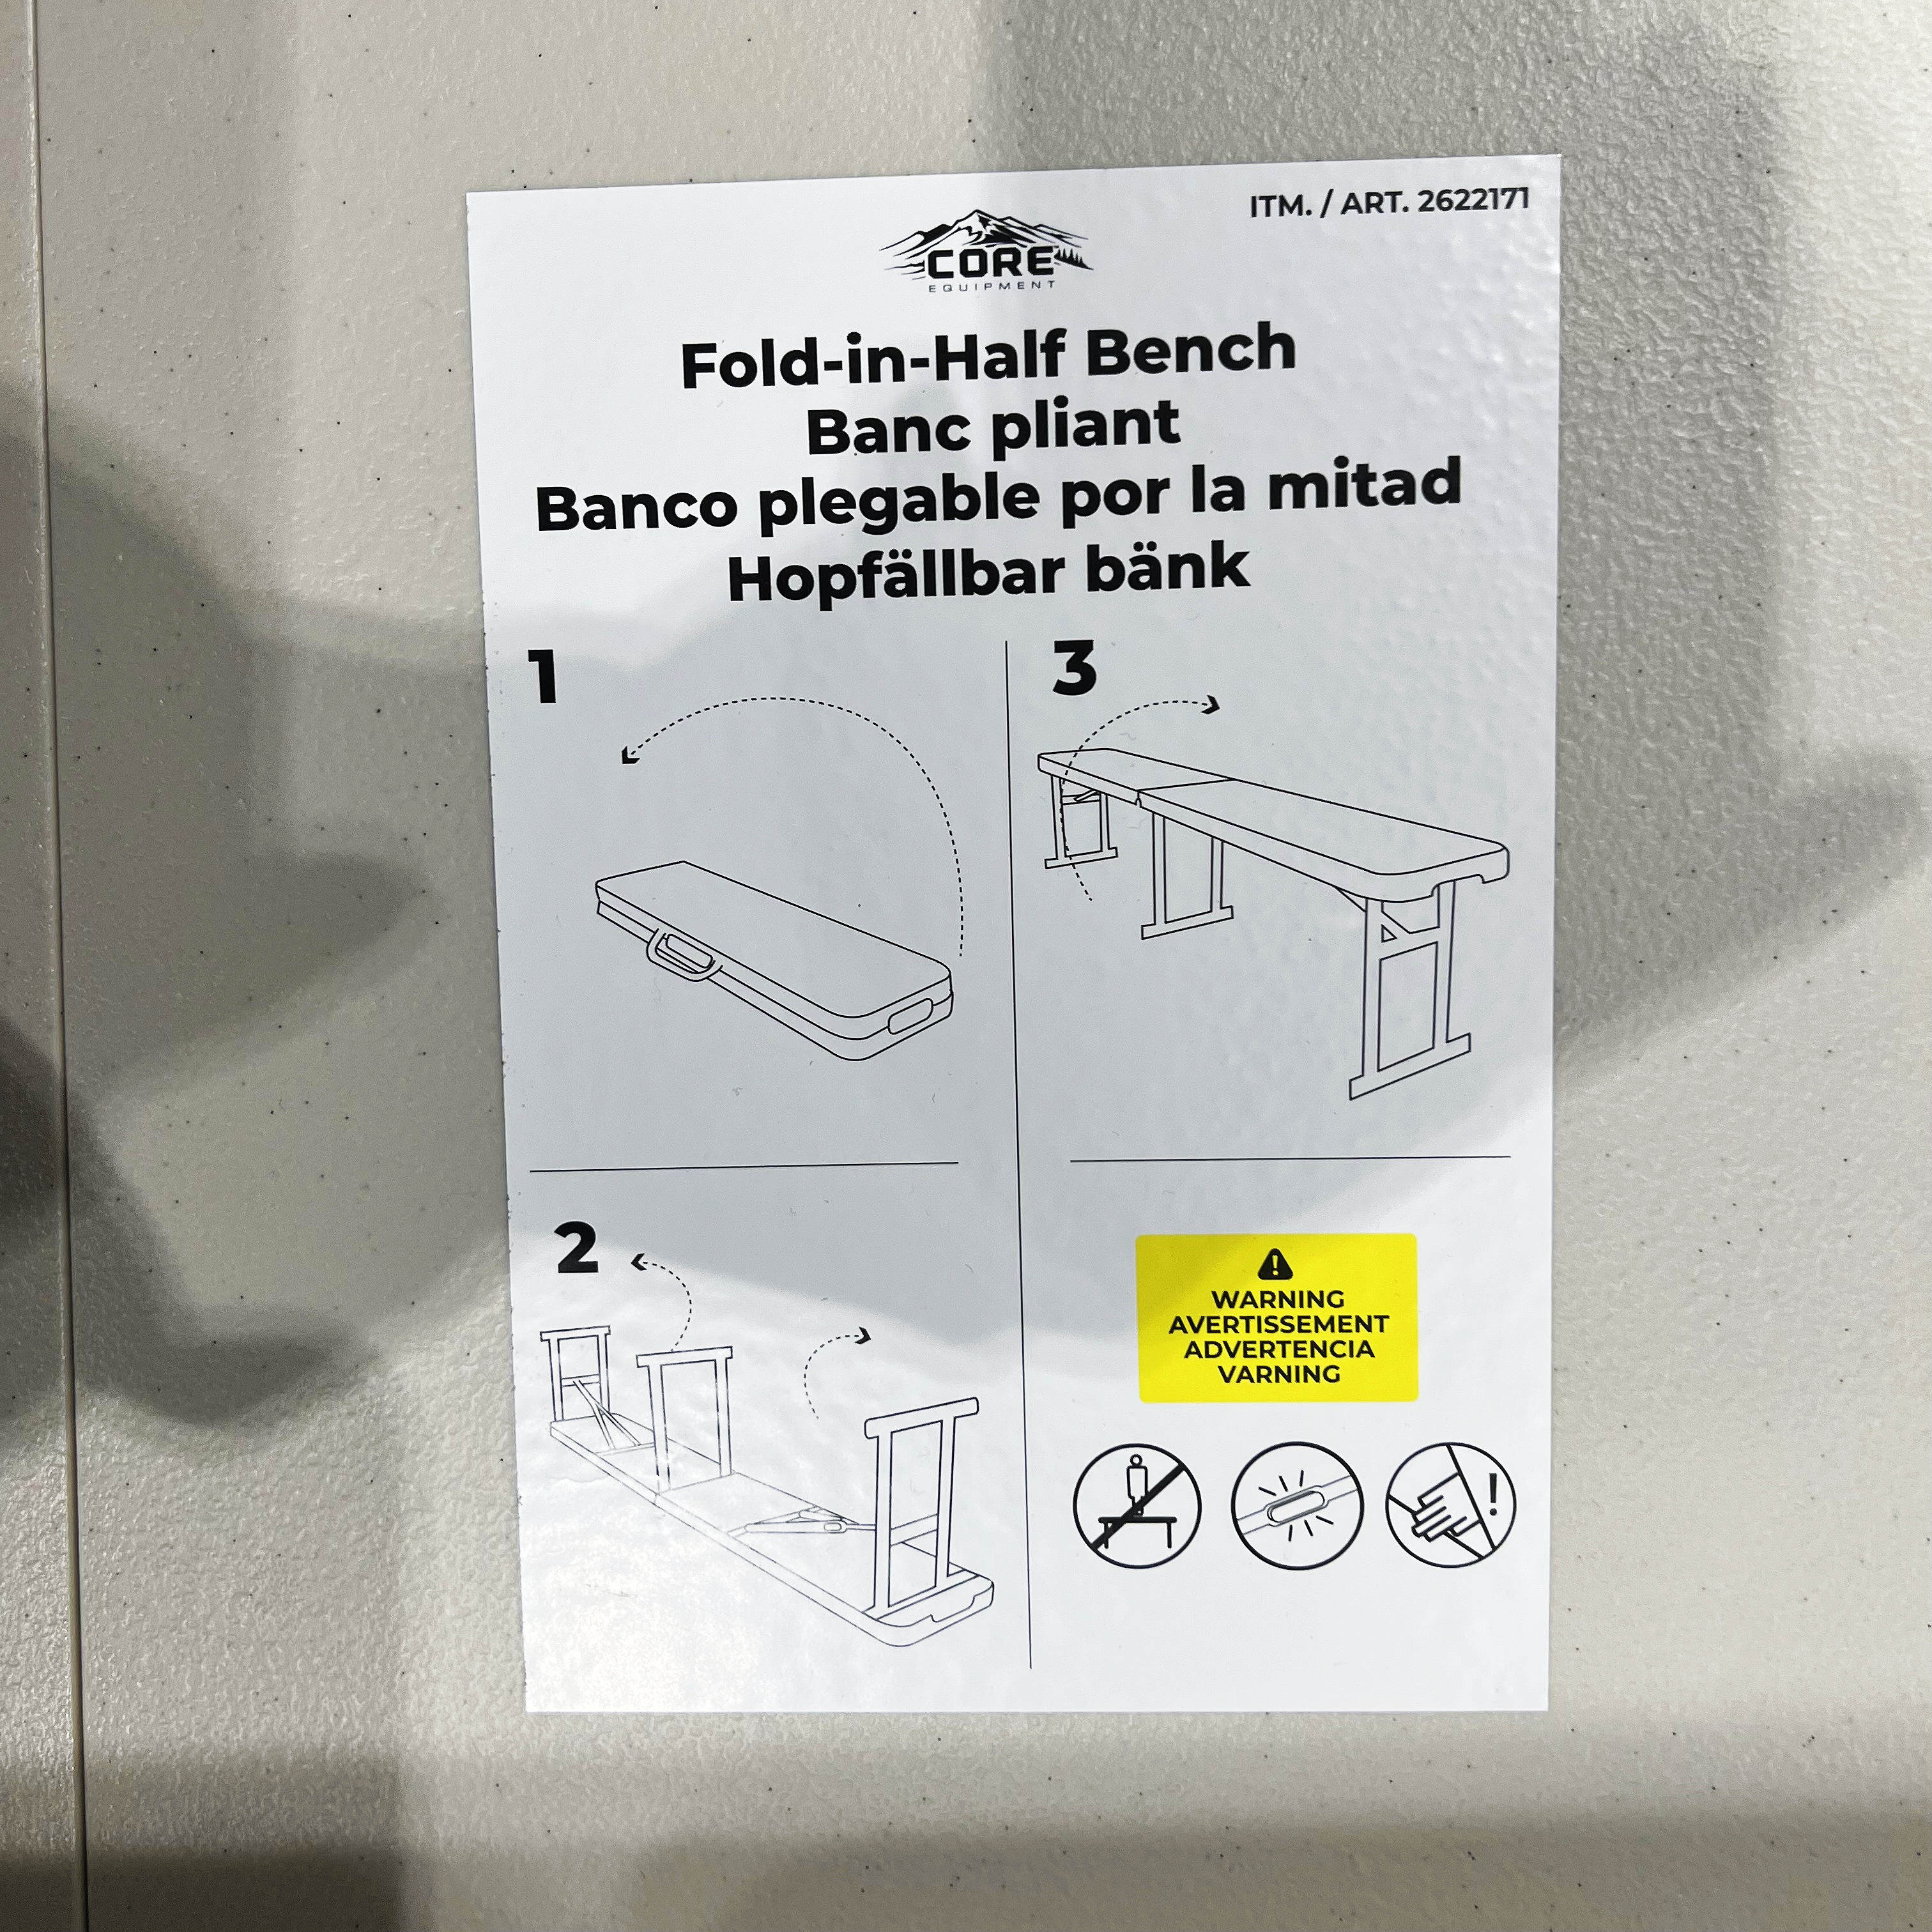 ITM. / ART. 2622171
CORE
EQUIPMENT
Fold-in-Half Bench
Banc pliant
Banco plegable por la mitad
Hopfällbar bänk
1
3
2
WARNING
AVERTISSEMENT
ADVERTENCIA
VARNING
!